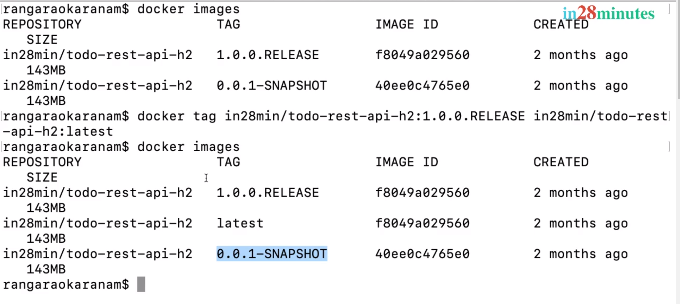 rangaraokaranam$ docker images
in28minutes
REPOSITORY TAG IMAGE ID CREATED
SIZE
in28min/todo-rest-api-h2 1.0.0.RELEASE f8049a029560 2 months ago
143MB
in28min/todo-rest-api-h2 0.0.1-SNAPSHOT 40ee0c4765e0 2 months ago
143MB
rangaraokaranam$ docker tag in28min/todo-rest-api-h2:1.0.0.RELEASE in28min/todo-rest
-api-h2:latest
rangaraokaranam$ docker images
REPOSITORY TAG IMAGE ID CREATED
SIZE
in28min/todo-rest-api-h2 1.0.0.RELEASE f8049a029560 2 months ago
143MB
in28min/todo-rest-api-h2 latest f8049a029560 2 months ago
143MB
in28min/todo-rest-api-h2 0.0.1-SNAPSHOT 40ee0c4765e0 2 months ago
143MB
rangaraokaranam$